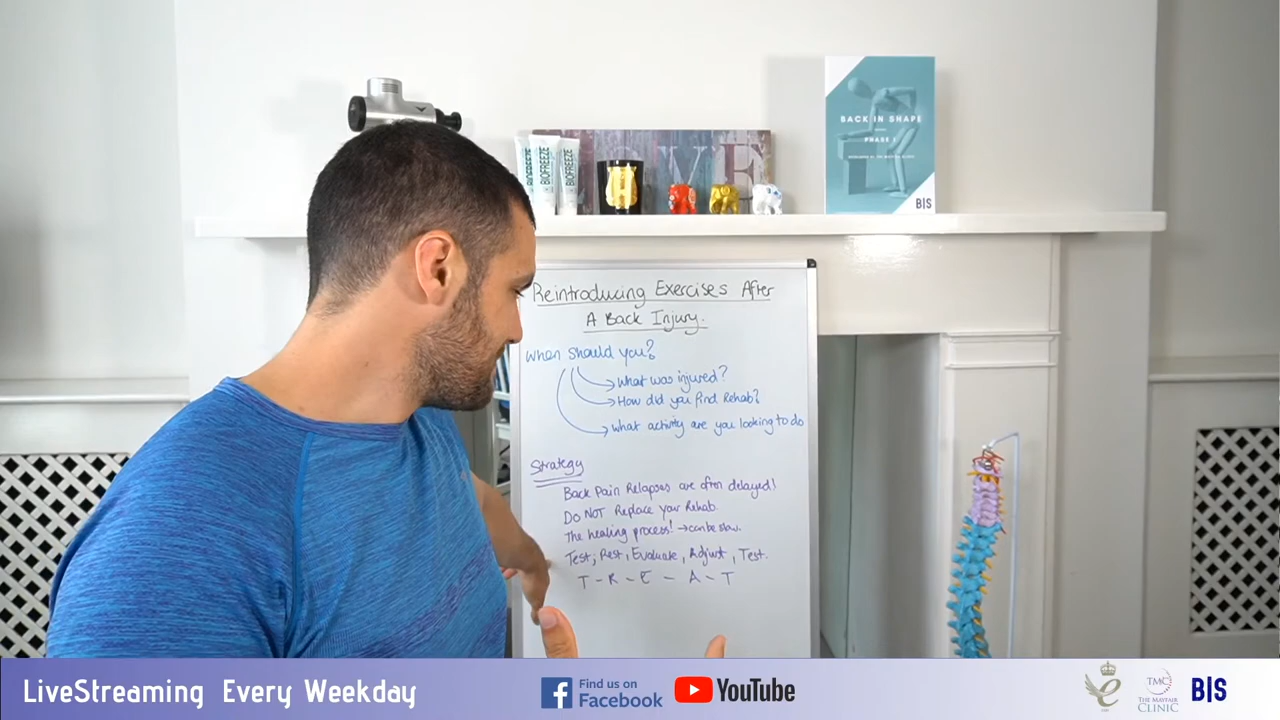 BIOFREEZE
LOVE
BACK IN SHAPE
PHASE 1
BIS
Reintroducing Exercises After
A Back Injury.
When should you?
What was injured?
How did you find Rehab?
What activity are you looking to do
Strategy
Back Pain Relapses are often delayed!
Do NOT Replace your Rehab.
The healing process! → can be slow.
Test, Rest, Evaluate, Adjust, Test.
T - R - E - A - T
LiveStreaming Every Weekday
Find us on
Facebook
YouTube
TMC
THE MAYFAIR
CLINIC
BIS